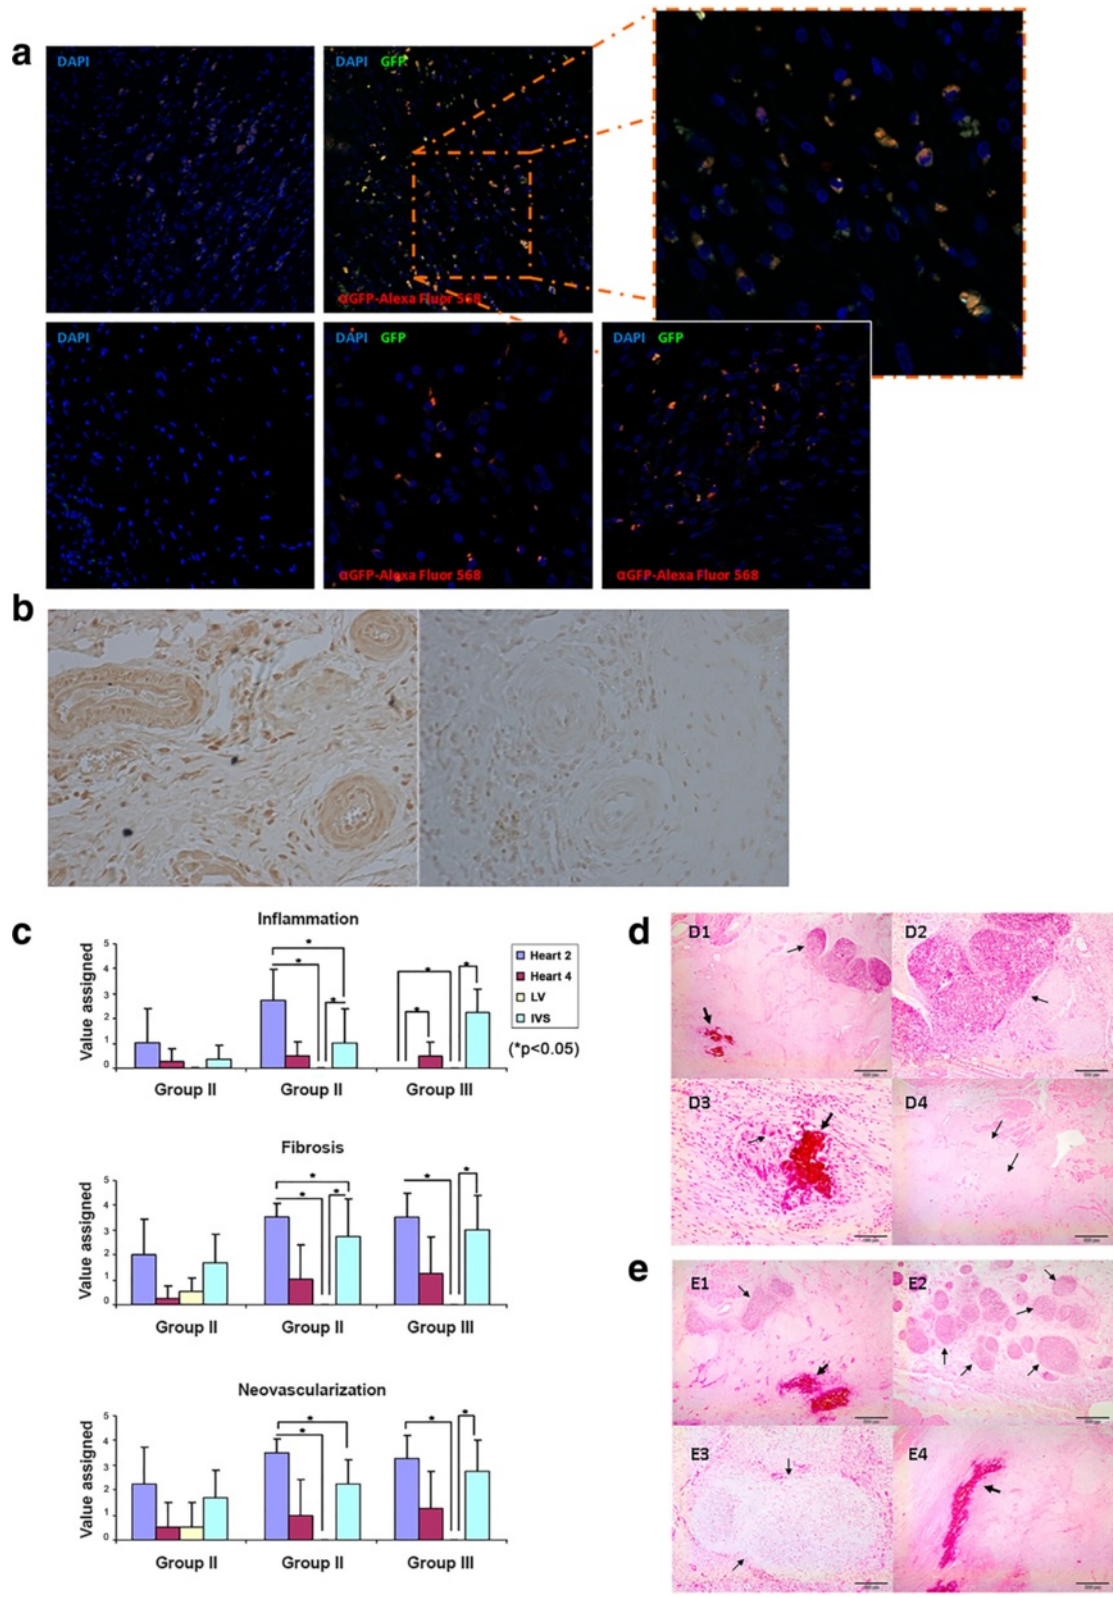 a
DAPI
DAPI GFP
αGFP-Alexa Fluor 568
DAPI
DAPI GFP
αGFP-Alexa Fluor 568
DAPI GFP
αGFP-Alexa Fluor 568
b
c
Inflammation
Value assigned
5
4
3
2
1
0
Group II
Group II
Group III
* * * * * *
Heart 2
Heart 4
LV
IVS
(*p<0.05)
Fibrosis
Value assigned
5
4
3
2
1
0
Group II
Group II
Group III
* * * * *
Neovascularization
Value assigned
5
4
3
2
1
0
Group II
Group II
Group III
* * * *
d
D1
D2
D3
D4
e
E1
E2
E3
E4